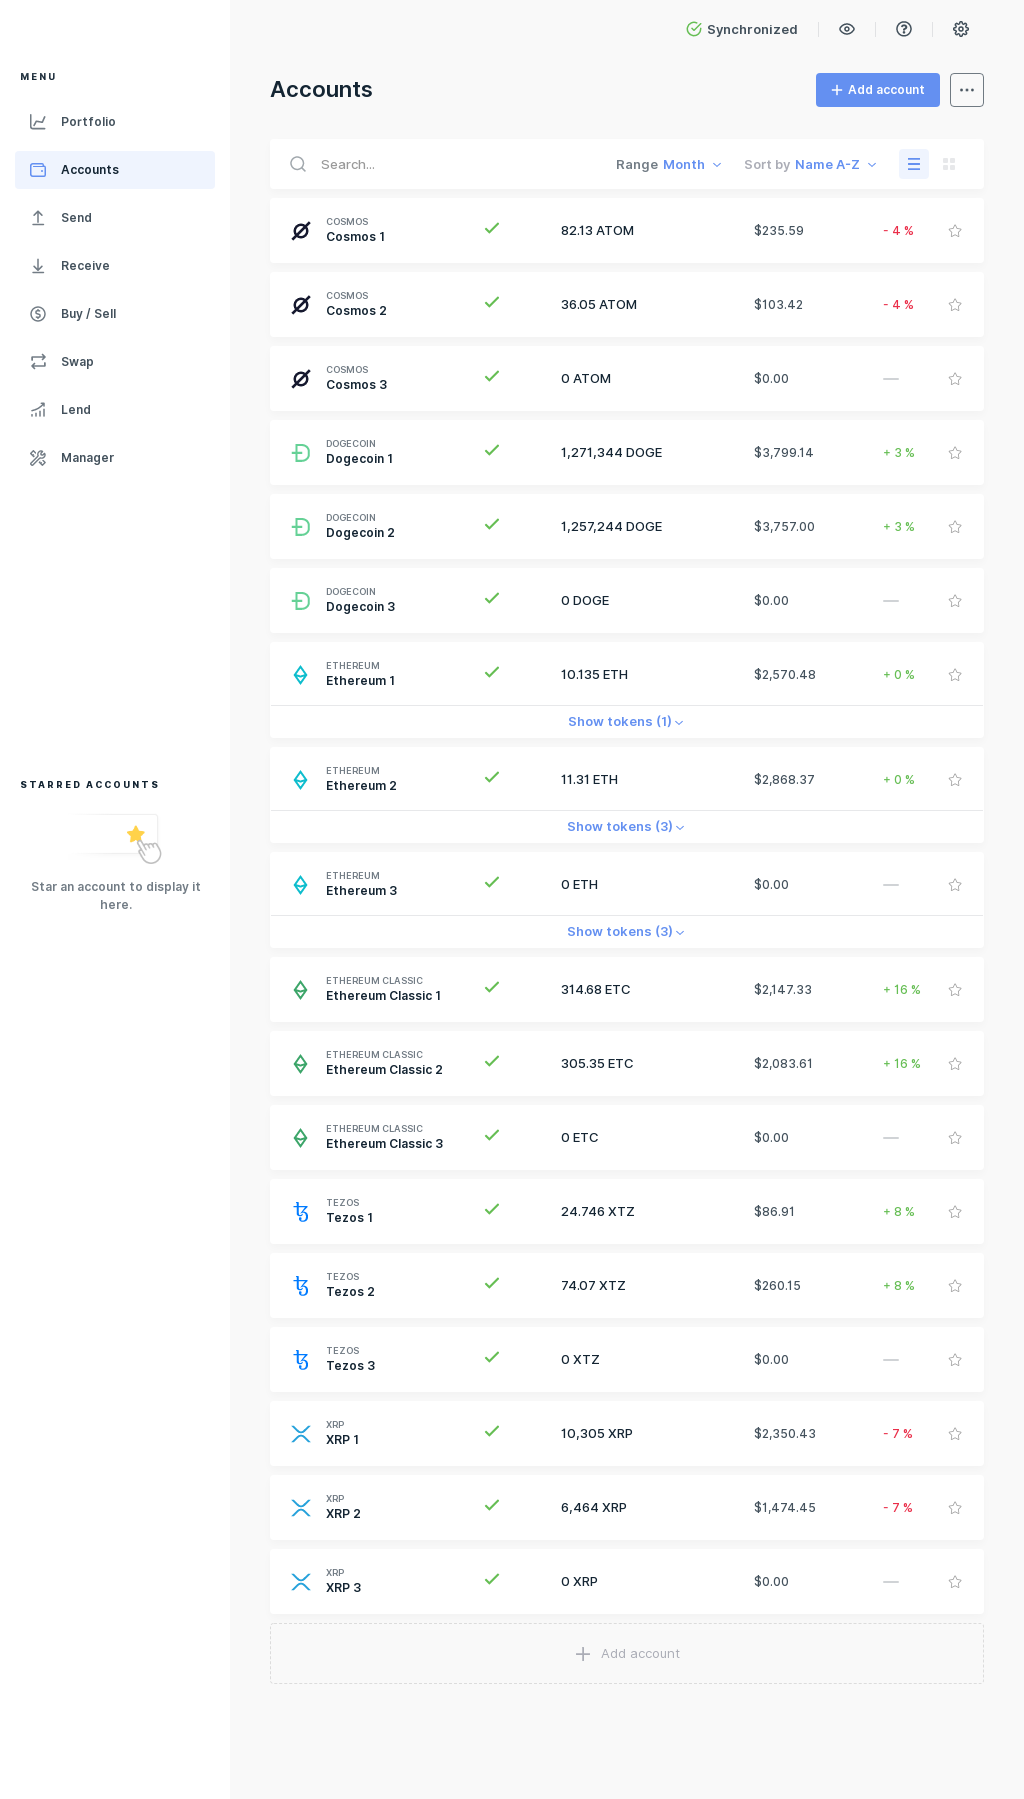 Synchronized
MENU
Portfolio
Accounts
Send
Receive
Buy / Sell
Swap
Lend
Manager
STARRED ACCOUNTS
Star an account to display it
here.
Accounts
Add account
Search...
Range Month
Sort by Name A-Z
COSMOS
Cosmos 1
82.13 ATOM
$235.59
- 4 %
COSMOS
Cosmos 2
36.05 ATOM
$103.42
- 4 %
COSMOS
Cosmos 3
0 ATOM
$0.00
—
DOGECOIN
Dogecoin 1
1,271,344 DOGE
$3,799.14
+ 3 %
DOGECOIN
Dogecoin 2
1,257,244 DOGE
$3,757.00
+ 3 %
DOGECOIN
Dogecoin 3
0 DOGE
$0.00
—
ETHEREUM
Ethereum 1
10.135 ETH
$2,570.48
+ 0 %
Show tokens (1)
ETHEREUM
Ethereum 2
11.31 ETH
$2,868.37
+ 0 %
Show tokens (3)
ETHEREUM
Ethereum 3
0 ETH
$0.00
—
Show tokens (3)
ETHEREUM CLASSIC
Ethereum Classic 1
314.68 ETC
$2,147.33
+ 16 %
ETHEREUM CLASSIC
Ethereum Classic 2
305.35 ETC
$2,083.61
+ 16 %
ETHEREUM CLASSIC
Ethereum Classic 3
0 ETC
$0.00
—
TEZOS
Tezos 1
24.746 XTZ
$86.91
+ 8 %
TEZOS
Tezos 2
74.07 XTZ
$260.15
+ 8 %
TEZOS
Tezos 3
0 XTZ
$0.00
—
XRP
XRP 1
10,305 XRP
$2,350.43
- 7 %
XRP
XRP 2
6,464 XRP
$1,474.45
- 7 %
XRP
XRP 3
0 XRP
$0.00
—
Add account